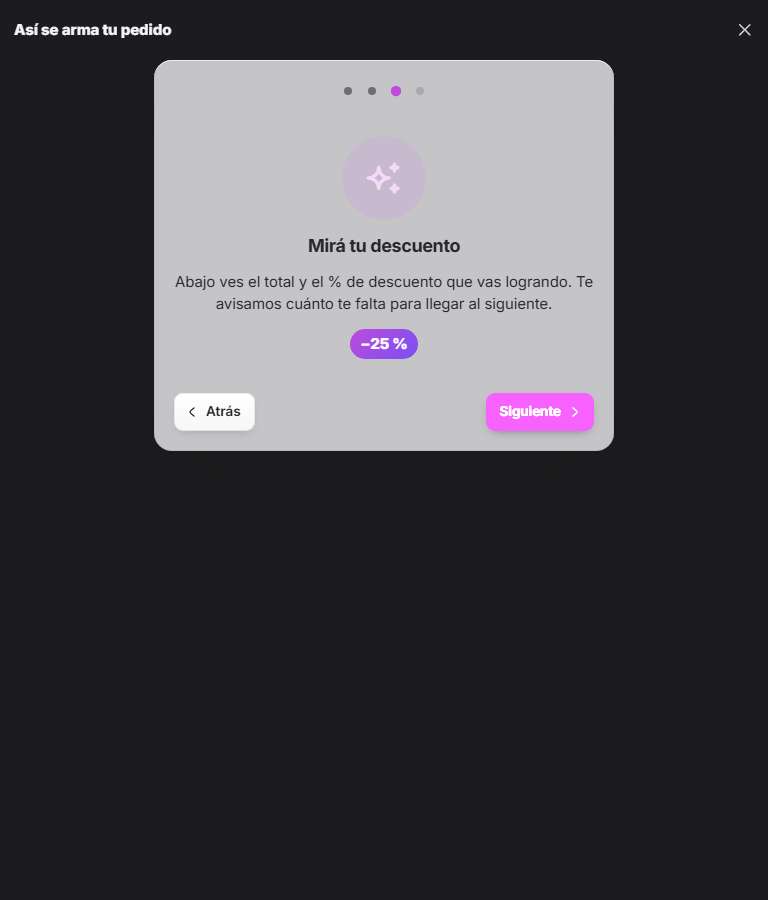 Así se arma tu pedido
Mirá tu descuento
Abajo ves el total y el % de descuento que vas logrando. Te
avisamos cuánto te falta para llegar al siguiente.
−25 %
Atrás
Siguiente